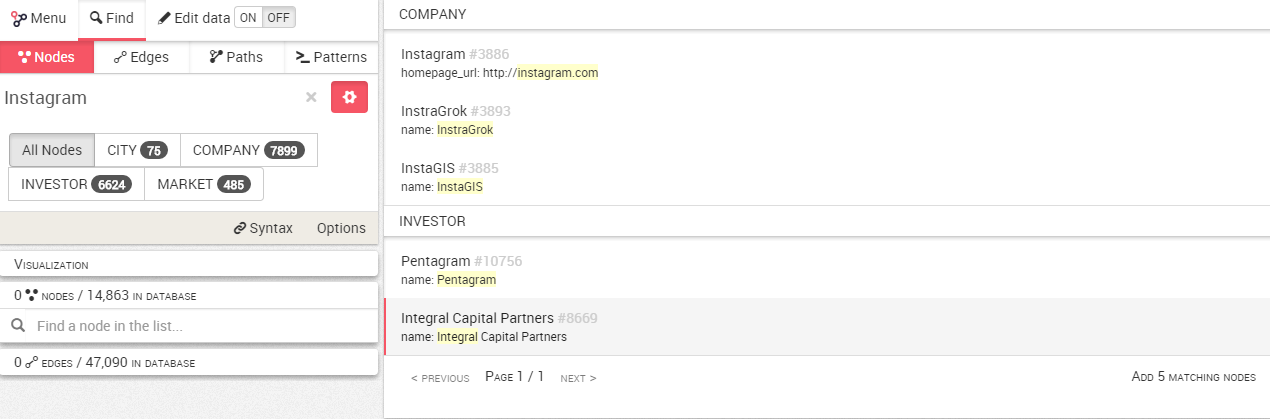 Menu Find Edit data ON OFF
Nodes Edges Paths Patterns
Instagram
All Nodes CITY 75 COMPANY 7899
INVESTOR 6624 MARKET 485
Syntax Options
Visualization
0 nodes / 14,863 in database
Find a node in the list...
0 edges / 47,090 in database
COMPANY
Instagram #3886
homepage_url: http://instagram.com
InstraGrok #3893
name: InstraGrok
InstaGIS #3885
name: InstaGIS
INVESTOR
Pentagram #10756
name: Pentagram
Integral Capital Partners #8669
name: Integral Capital Partners
< previous Page 1 / 1 next > Add 5 matching nodes